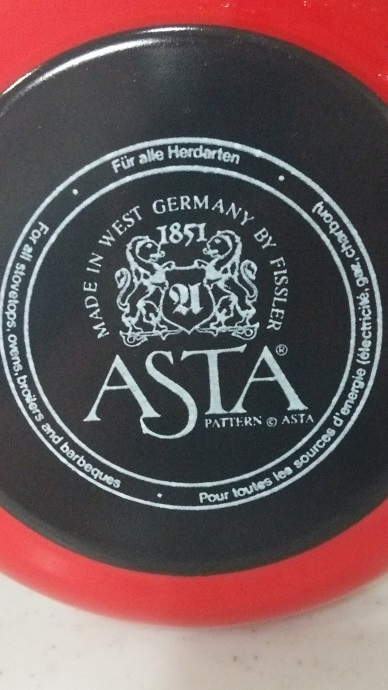 Für alle Herdarten
MADE IN WEST GERMANY BY FISSLER
1851
A
ASTA®
PATTERN © ASTA
For all stovetops, ovens, broilers and barbeques
Pour toutes les sources d'energie (électricité, gaz, charbon)